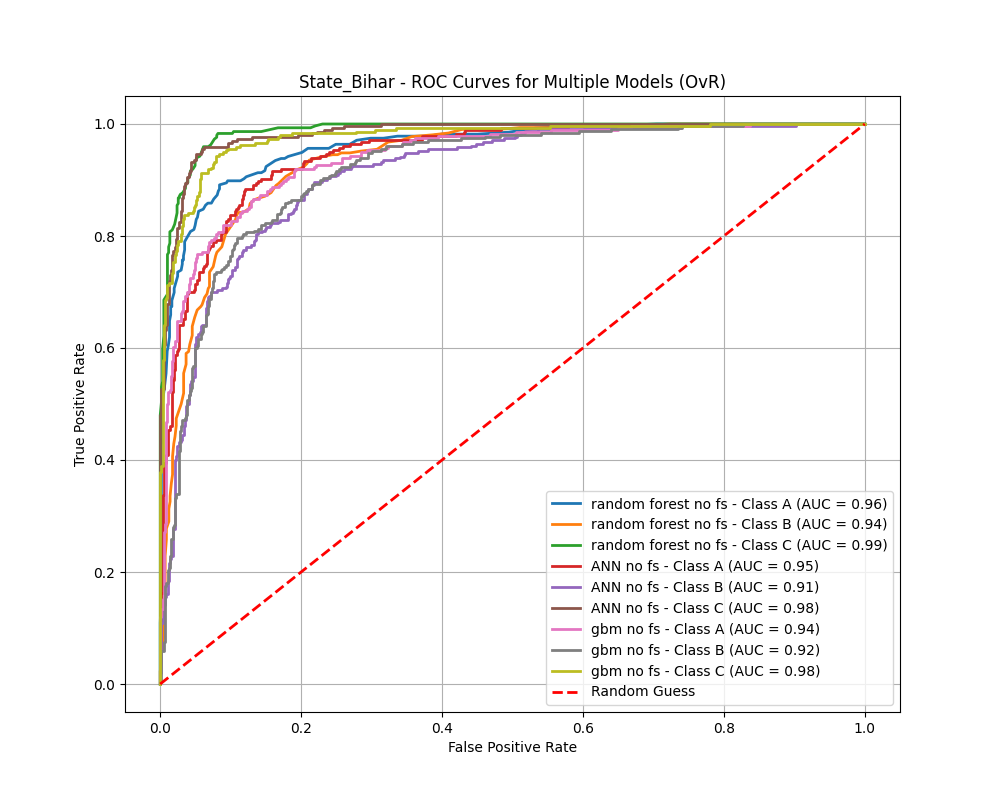 State_Bihar - ROC Curves for Multiple Models (OvR)
1.0
0.8
0.6
0.4
0.2
0.0
True Positive Rate
0.0 0.2 0.4 0.6 0.8 1.0
False Positive Rate
random forest no fs - Class A (AUC = 0.96)
random forest no fs - Class B (AUC = 0.94)
random forest no fs - Class C (AUC = 0.99)
ANN no fs - Class A (AUC = 0.95)
ANN no fs - Class B (AUC = 0.91)
ANN no fs - Class C (AUC = 0.98)
gbm no fs - Class A (AUC = 0.94)
gbm no fs - Class B (AUC = 0.92)
gbm no fs - Class C (AUC = 0.98)
Random Guess